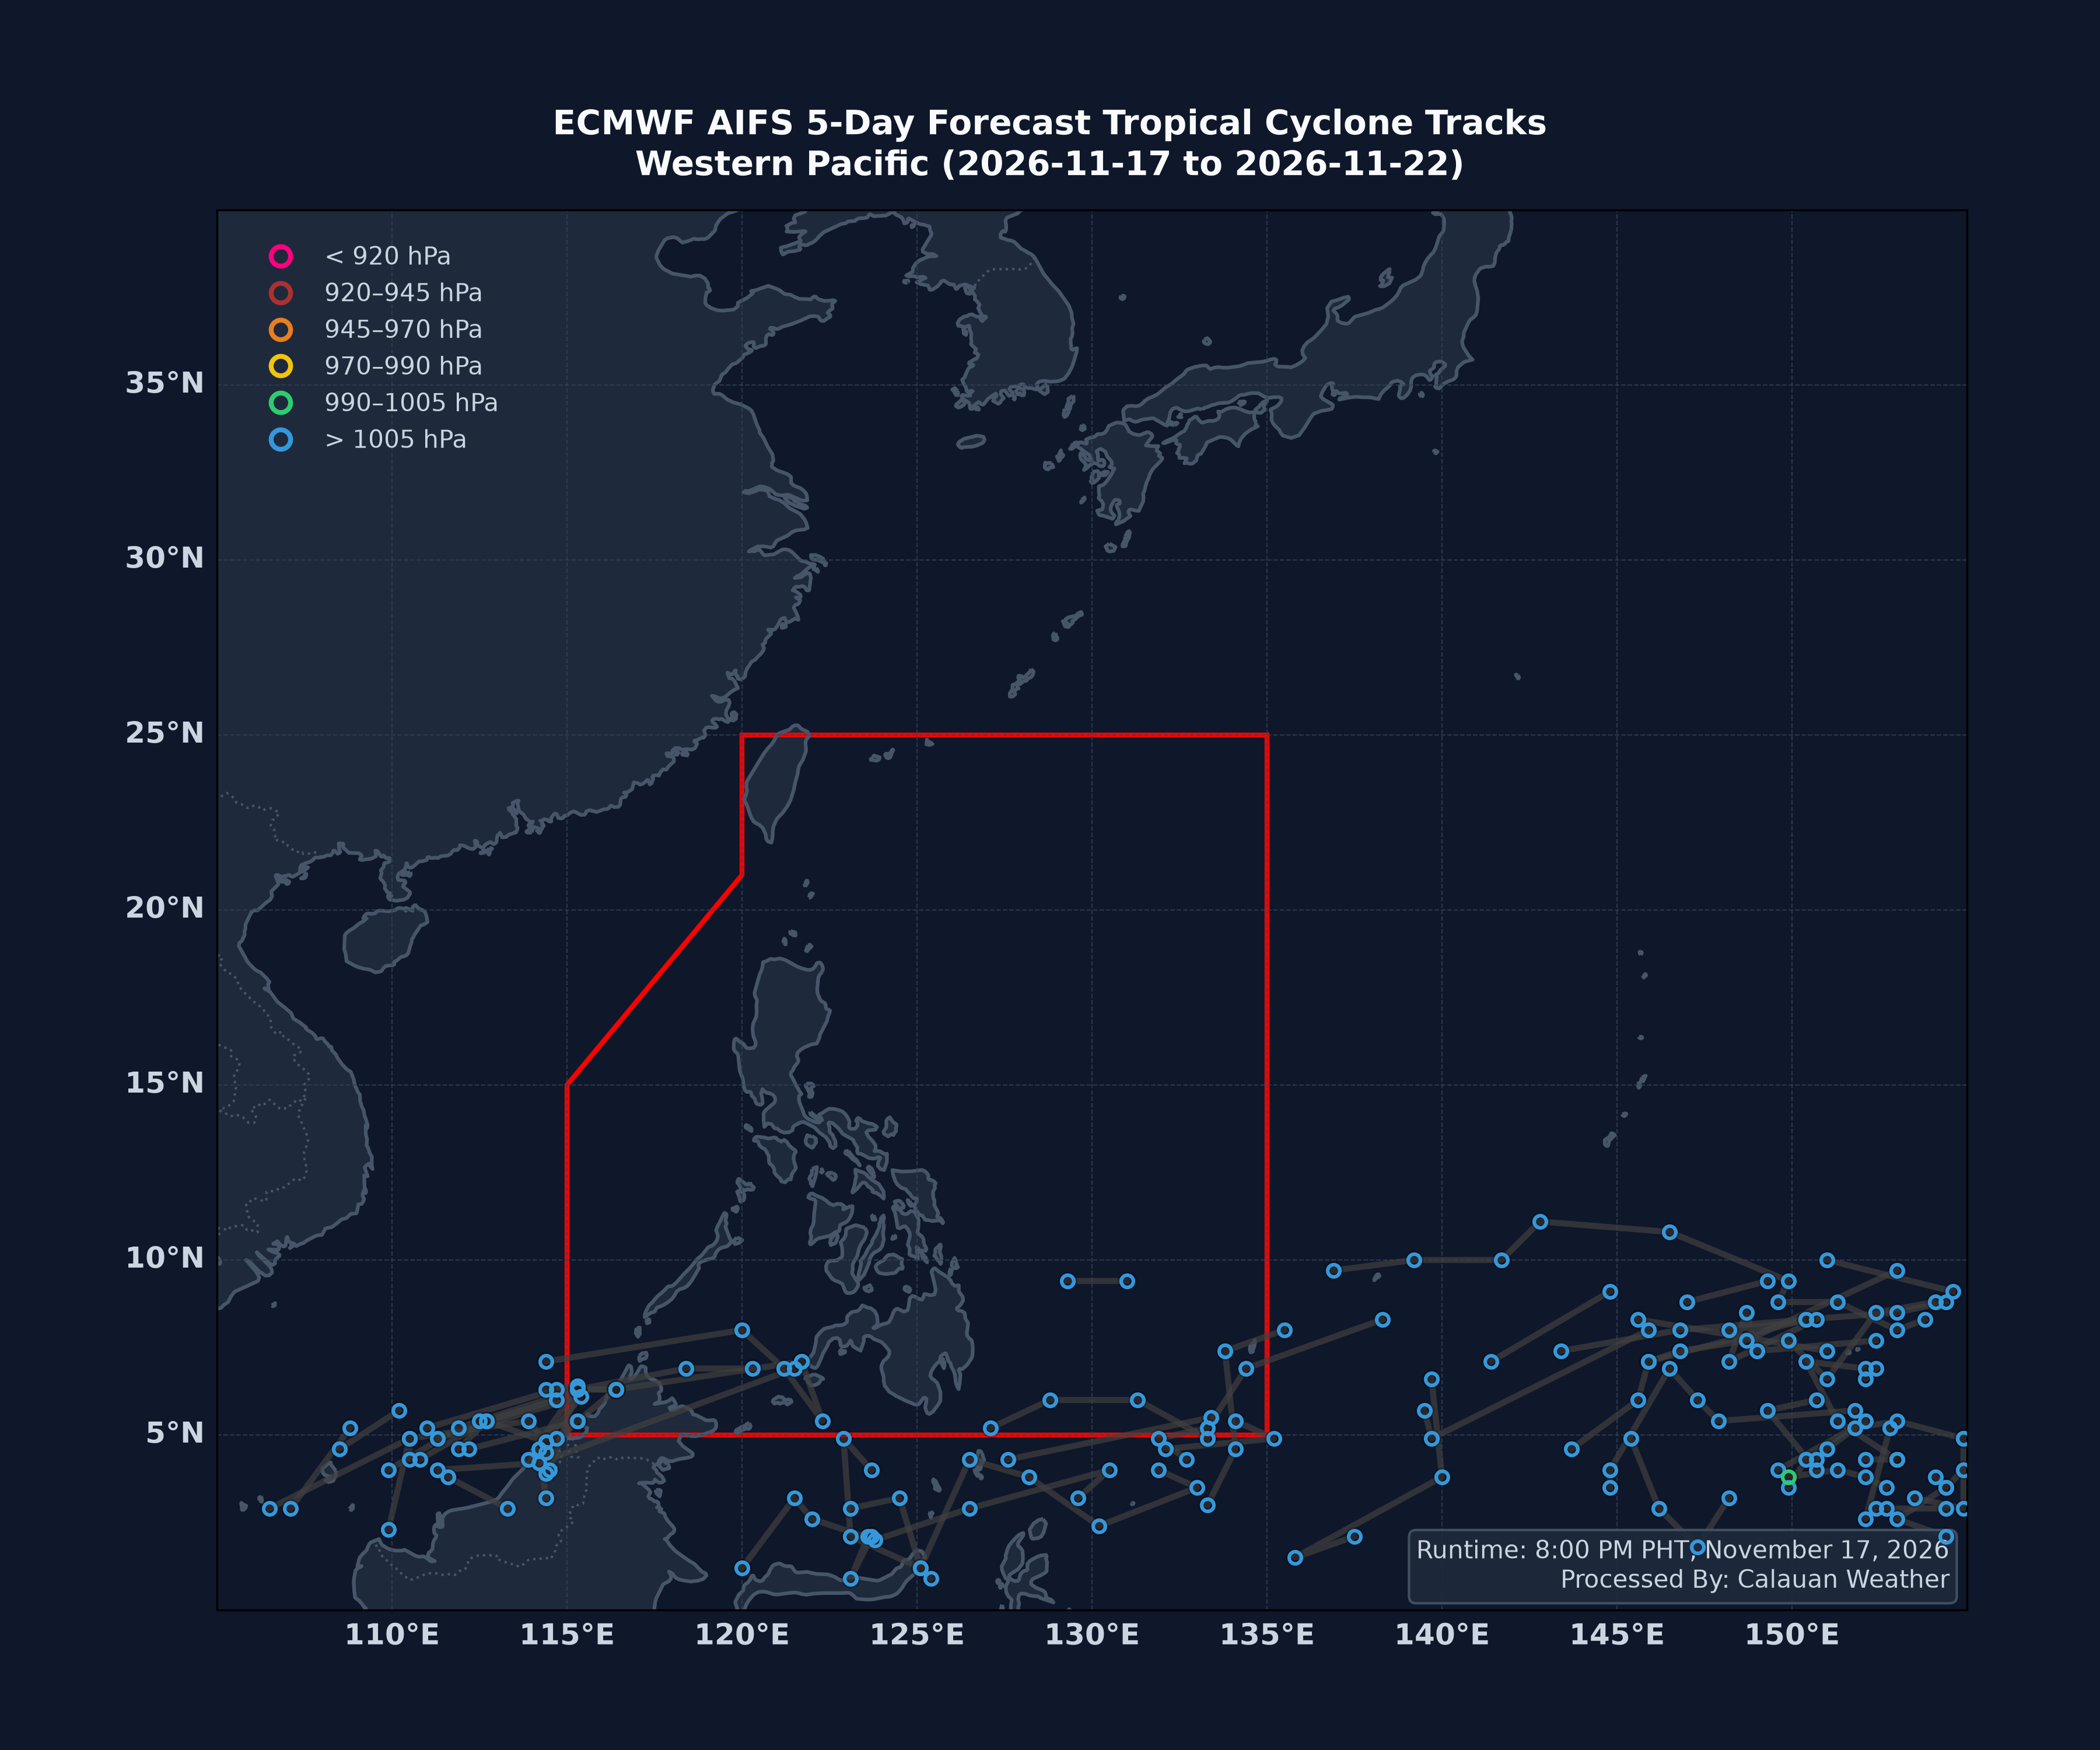 ECMWF AIFS 5-Day Forecast Tropical Cyclone Tracks
Western Pacific (2026-11-17 to 2026-11-22)
< 920 hPa
920–945 hPa
945–970 hPa
970–990 hPa
990–1005 hPa
> 1005 hPa
35°N
30°N
25°N
20°N
15°N
10°N
5°N
Runtime: 8:00 PM PHT, November 17, 2026
Processed By: Calauan Weather
110°E 115°E 120°E 125°E 130°E 135°E 140°E 145°E 150°E